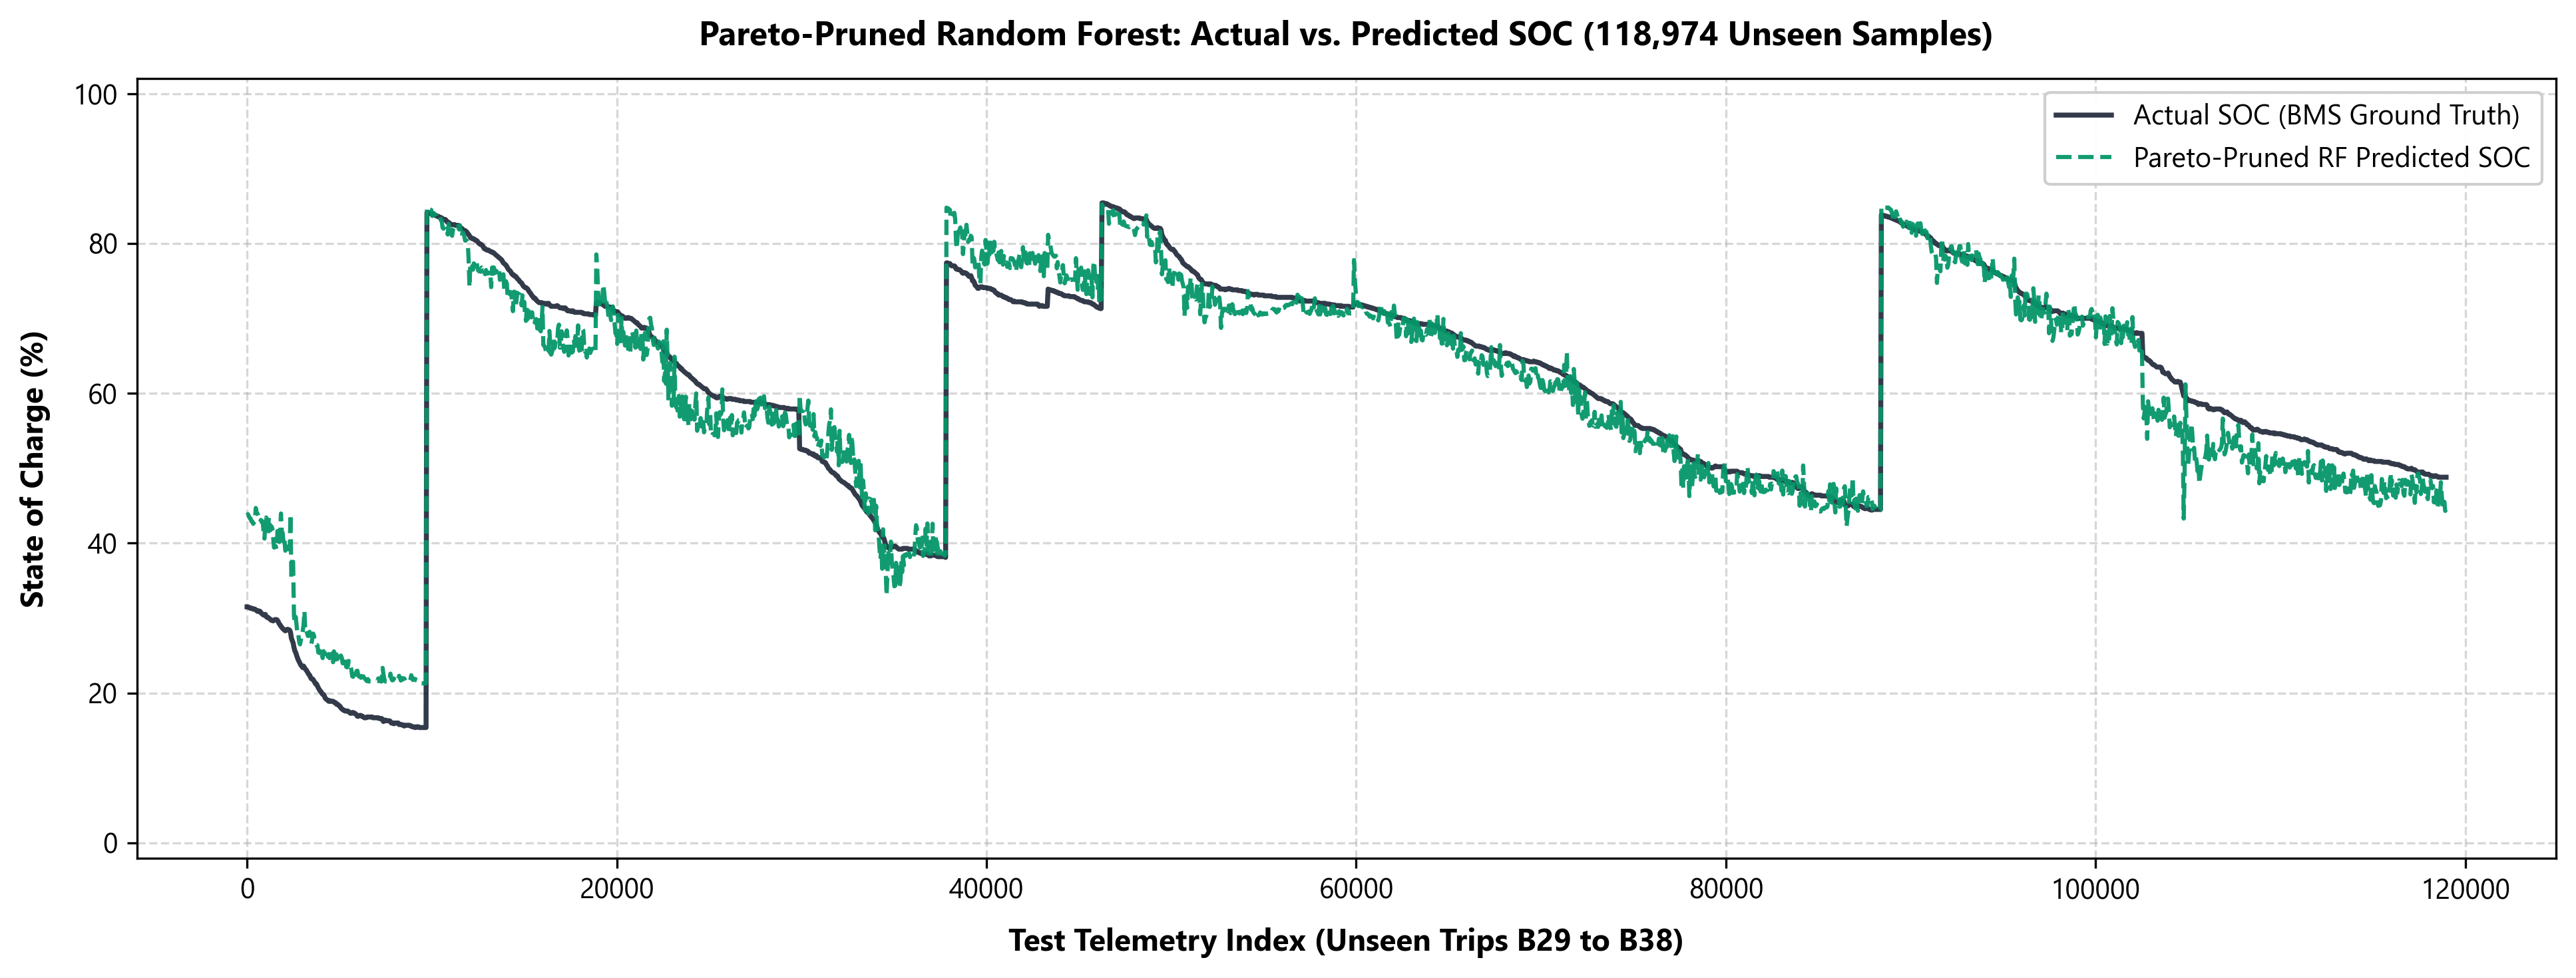 Pareto-Pruned Random Forest: Actual vs. Predicted SOC (118,974 Unseen Samples)
Actual SOC (BMS Ground Truth)
Pareto-Pruned RF Predicted SOC
State of Charge (%)
100
80
60
40
20
0
0 20000 40000 60000 80000 100000 120000
Test Telemetry Index (Unseen Trips B29 to B38)